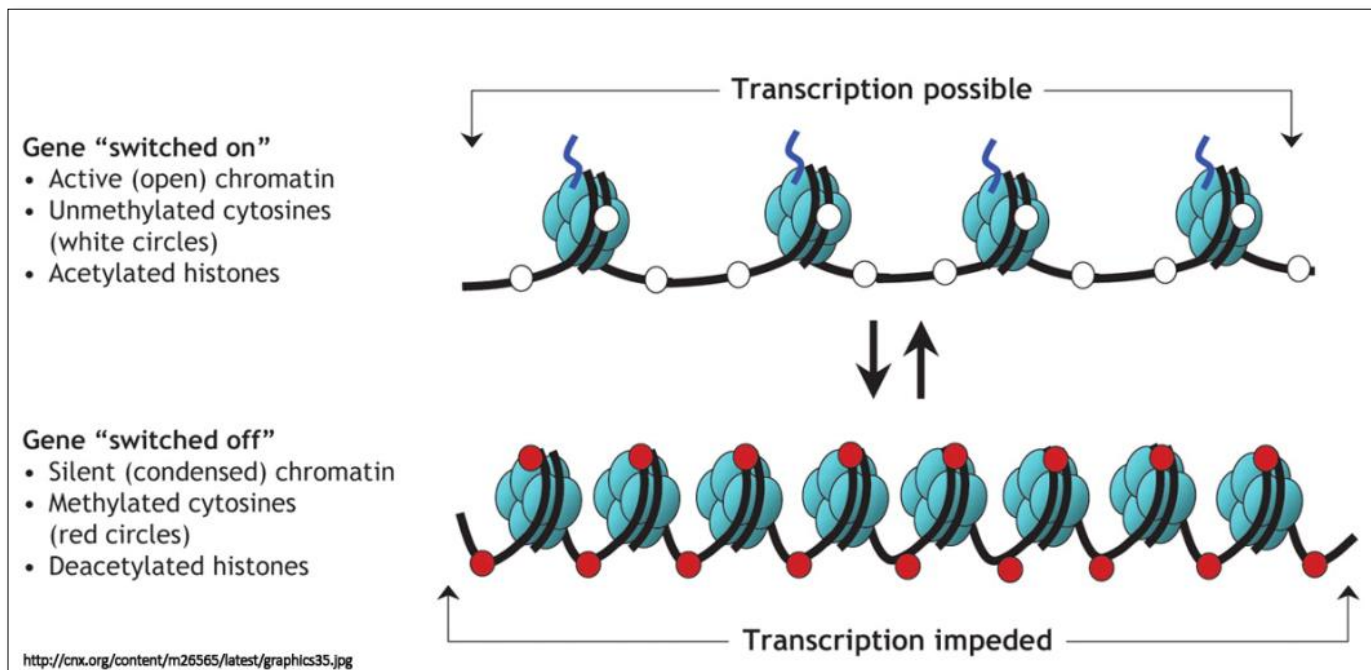 Transcription possible
Gene “switched on”
• Active (open) chromatin
• Unmethylated cytosines
(white circles)
• Acetylated histones
Gene “switched off”
• Silent (condensed) chromatin
• Methylated cytosines
(red circles)
• Deacetylated histones
Transcription impeded
http://cnx.org/content/m26565/latest/graphics35.jpg